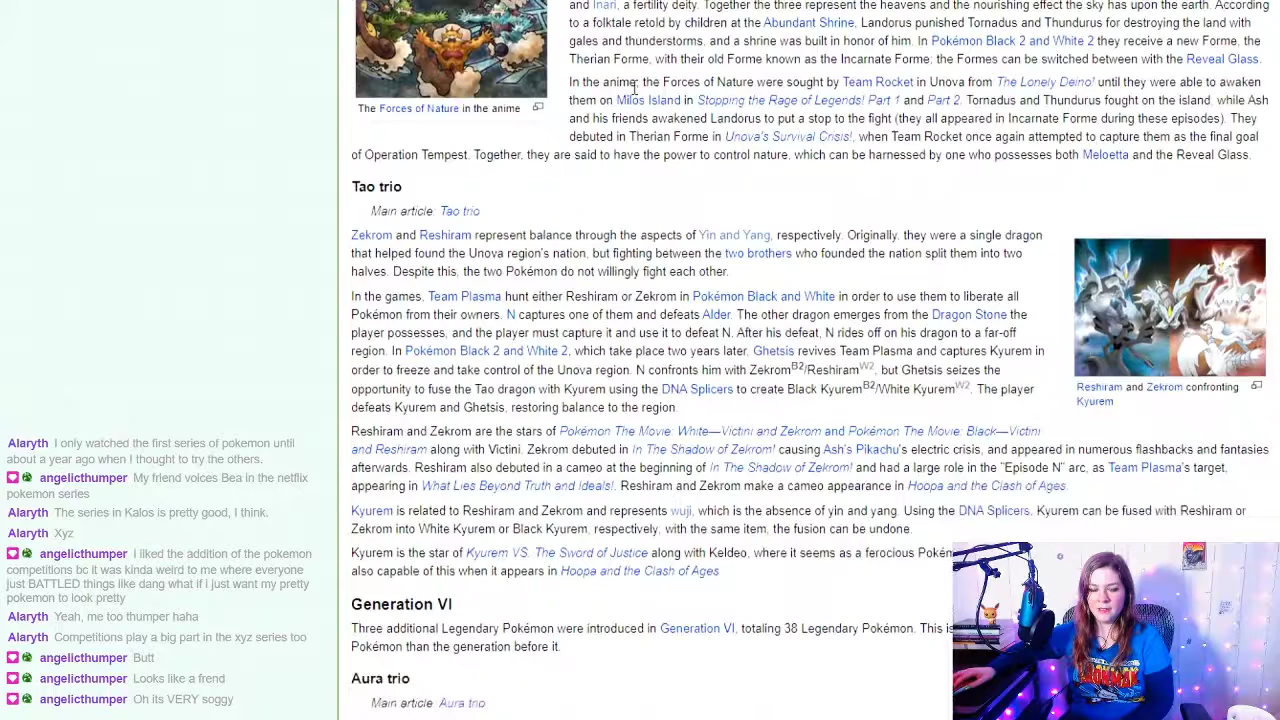 and Inari, a fertility deity. Together the three represent the heavens and the nourishing effect the sky has upon the earth. According
to a folktale retold by children at the Abundant Shrine, Landorus punished Tornadus and Thundurus for destroying the land with
gales and thunderstorms, and a shrine was built in honor of him. In Pokémon Black 2 and White 2 they receive a new Forme, the
Therian Forme, with their old Forme known as the Incarnate Forme; the Formes can be switched between with the Reveal Glass.
The Forces of Nature in the anime
In the anime, the Forces of Nature were sought by Team Rocket in Unova from The Lonely Deino! until they were able to awaken
them on Milos Island in Stopping the Rage of Legends! Part 1 and Part 2. Tornadus and Thundurus fought on the island, while Ash
and his friends awakened Landorus to put a stop to the fight (they all appeared in Incarnate Forme during these episodes). They
debuted in Therian Forme in Unova's Survival Crisis!, when Team Rocket once again attempted to capture them as the final goal
of Operation Tempest. Together, they are said to have the power to control nature, which can be harnessed by one who possesses both Meloetta and the Reveal Glass.
Tao trio
Main article: Tao trio
Zekrom and Reshiram represent balance through the aspects of Yin and Yang, respectively. Originally, they were a single dragon
that helped found the Unova region's nation, but fighting between the two brothers who founded the nation split them into two
halves. Despite this, the two Pokémon do not willingly fight each other.
In the games, Team Plasma hunt either Reshiram or Zekrom in Pokémon Black and White in order to use them to liberate all
Pokémon from their owners. N captures one of them and defeats Alder. The other dragon emerges from the Dragon Stone the
player possesses, and the player must capture it and use it to defeat N. After his defeat, N rides off on his dragon to a far-off
region. In Pokémon Black 2 and White 2, which take place two years later, Ghetsis revives Team Plasma and captures Kyurem in
order to freeze and take control of the Unova region. N confronts him with ZekromB2/ReshiramW2, but Ghetsis seizes the
opportunity to fuse the Tao dragon with Kyurem using the DNA Splicers to create Black KyuremB2/White KyuremW2. The player
defeats Kyurem and Ghetsis, restoring balance to the region.
Reshiram and Zekrom confronting
Kyurem
Reshiram and Zekrom are the stars of Pokémon The Movie: White—Victini and Zekrom and Pokémon The Movie: Black—Victini
and Reshiram along with Victini. Zekrom debuted in In The Shadow of Zekrom! causing Ash's Pikachu's electric crisis, and appeared in numerous flashbacks and fantasies
afterwards. Reshiram also debuted in a cameo at the beginning of In The Shadow of Zekrom! and had a large role in the "Episode N" arc, as Team Plasma's target,
appearing in What Lies Beyond Truth and Ideals!. Reshiram and Zekrom make a cameo appearance in Hoopa and the Clash of Ages.
Kyurem is related to Reshiram and Zekrom and represents wuji, which is the absence of yin and yang. Using the DNA Splicers, Kyurem can be fused with Reshiram or
Zekrom into White Kyurem or Black Kyurem, respectively; with the same item, the fusion can be undone.
Kyurem is the star of Kyurem VS. The Sword of Justice along with Keldeo, where it seems as a ferocious Pokém
also capable of this when it appears in Hoopa and the Clash of Ages
Generation VI
Three additional Legendary Pokémon were introduced in Generation VI, totaling 38 Legendary Pokémon. This is
Pokémon than the generation before it.
Aura trio
Main article: Aura trio
Alaryth I only watched the first series of pokemon until
about a year ago when I thought to try the others.
angelicthumper My friend voices Bea in the netflix
pokemon series
Alaryth The series in Kalos is pretty good, I think.
Alaryth Xyz
angelicthumper I liked the addition of the pokemon
competitions bc it was kinda weird to me where everyone
just BATTLED things like dang what if i just want my pretty
pokemon to look pretty
Alaryth Yeah, me too thumper haha
Alaryth Competitions play a big part in the xyz series too
angelicthumper Butt
angelicthumper Looks like a frend
angelicthumper Oh its VERY soggy